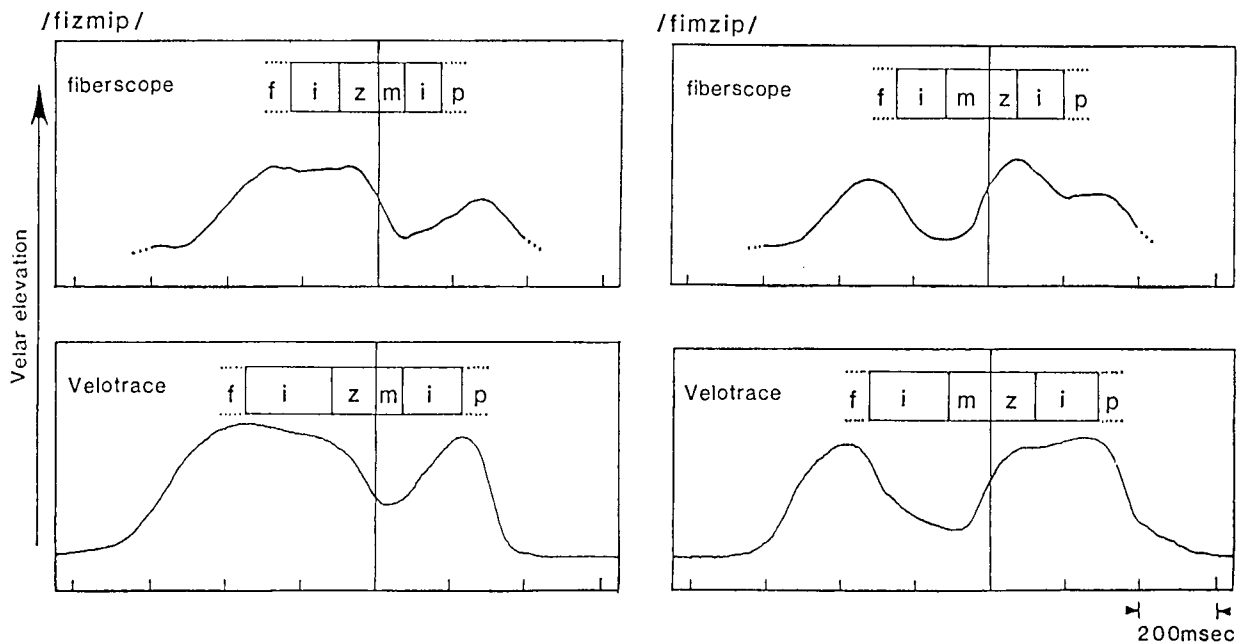 /fizmip/
fiberscope
f i z m i p
Velotrace
f i z m i p
/fimzip/
fiberscope
f i m z i p
Velotrace
f i m z i p
Velar elevation
200msec